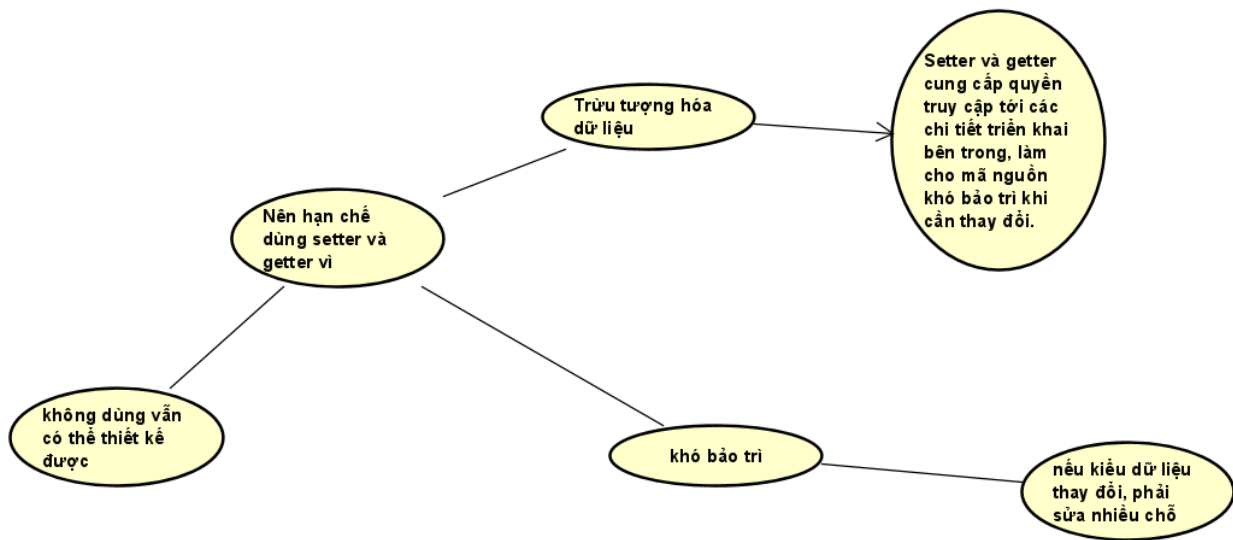 Setter và getter
cung cấp quyền
truy cập tới các
chi tiết triển khai
bên trong, làm
cho mã nguồn
khó bảo trì khi
cần thay đổi.
Trừu tượng hóa
dữ liệu
Nên hạn chế
dùng setter và
getter vì
không dùng vẫn
có thể thiết kế
được
khó bảo trì
nếu kiểu dữ liệu
thay đổi, phải
sửa nhiều chỗ